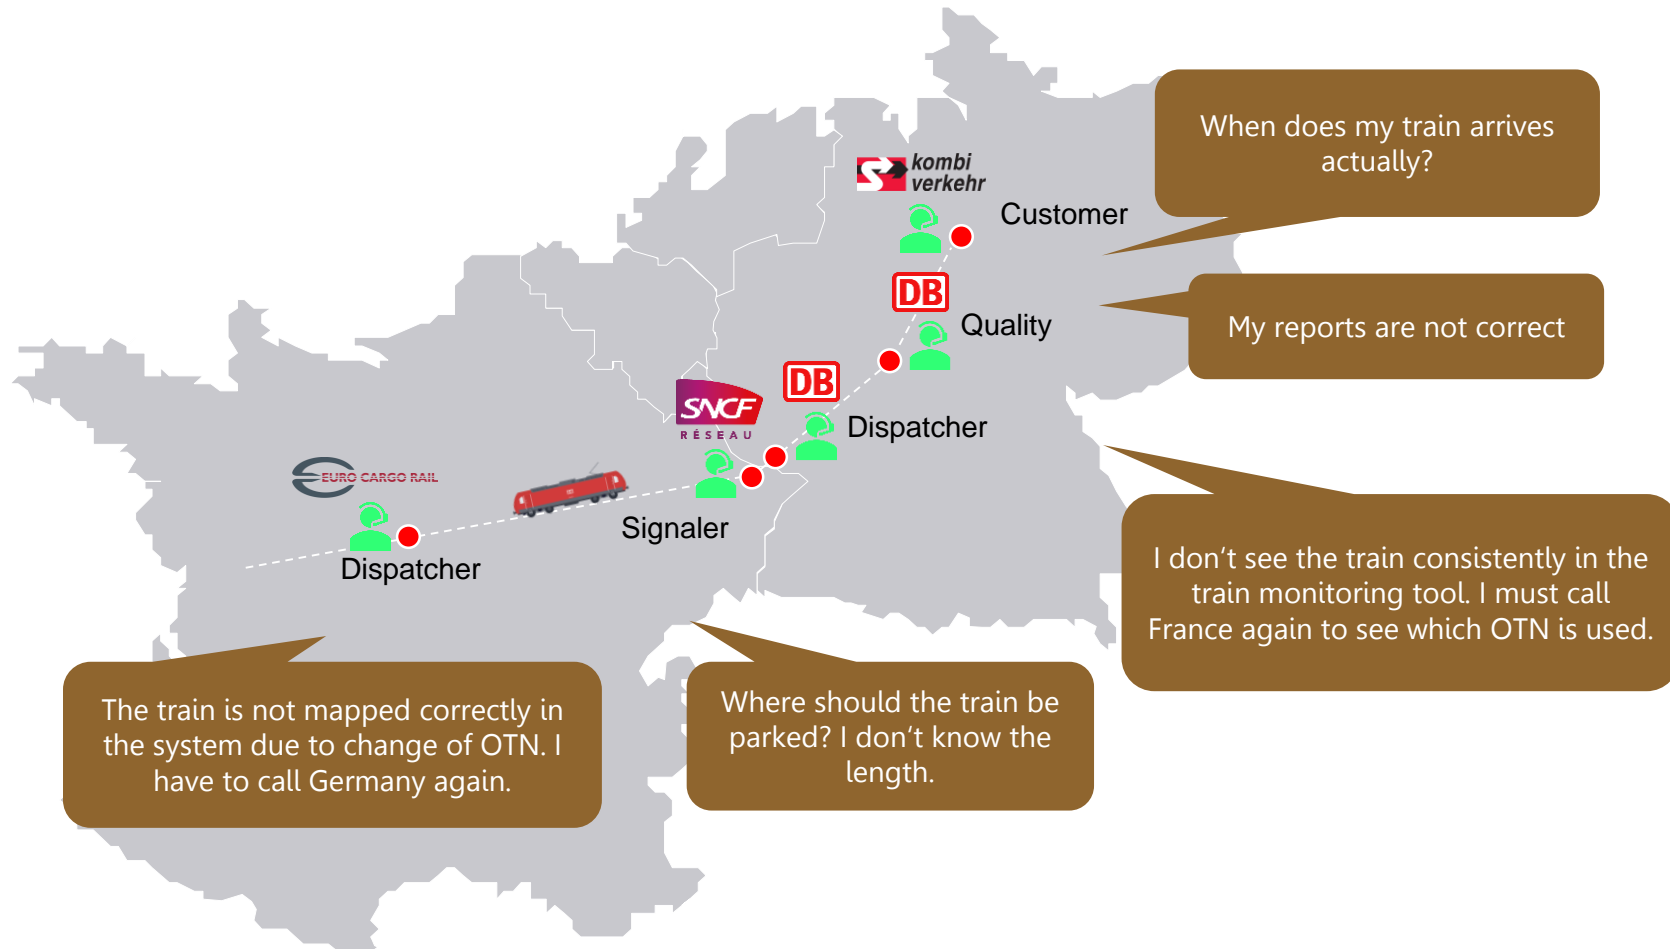 When does my train arrives
actually?
kombi
verkehr
Customer
DB
My reports are not correct
Quality
DB
SNCF
RÉSEAU
Dispatcher
EURO CARGO RAIL
Signaler
Dispatcher
I don‘t see the train consistently in the
train monitoring tool. I must call
France again to see which OTN is used.
The train is not mapped correctly in
the system due to change of OTN. I
have to call Germany again.
Where should the train be
parked? I don’t know the
length.